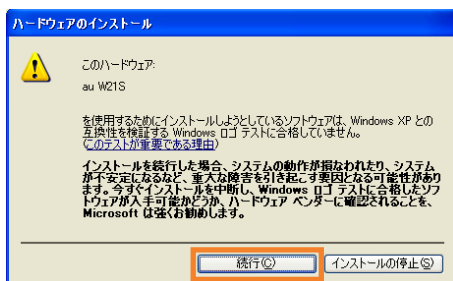 ハードウェアのインストール
このハードウェア:
au W21S
を使用するためにインストールしようとしているソフトウェアは、Windows XP との
互換性を検証する Windows ロゴ テストに合格していません。
(このテストが重要である理由)
インストールを続行した場合、システムの動作が損なわれたり、システム
が不安定になるなど、重大な障害を引き起こす要因となる可能性があり
ます。今すぐインストールを中断し、Windows ロゴ テストに合格したソフ
トウェアが入手可能かどうか、ハードウェア ベンダーに確認されることを、
Microsoft は強くお勧めします。
続行(C) インストールの停止(S)